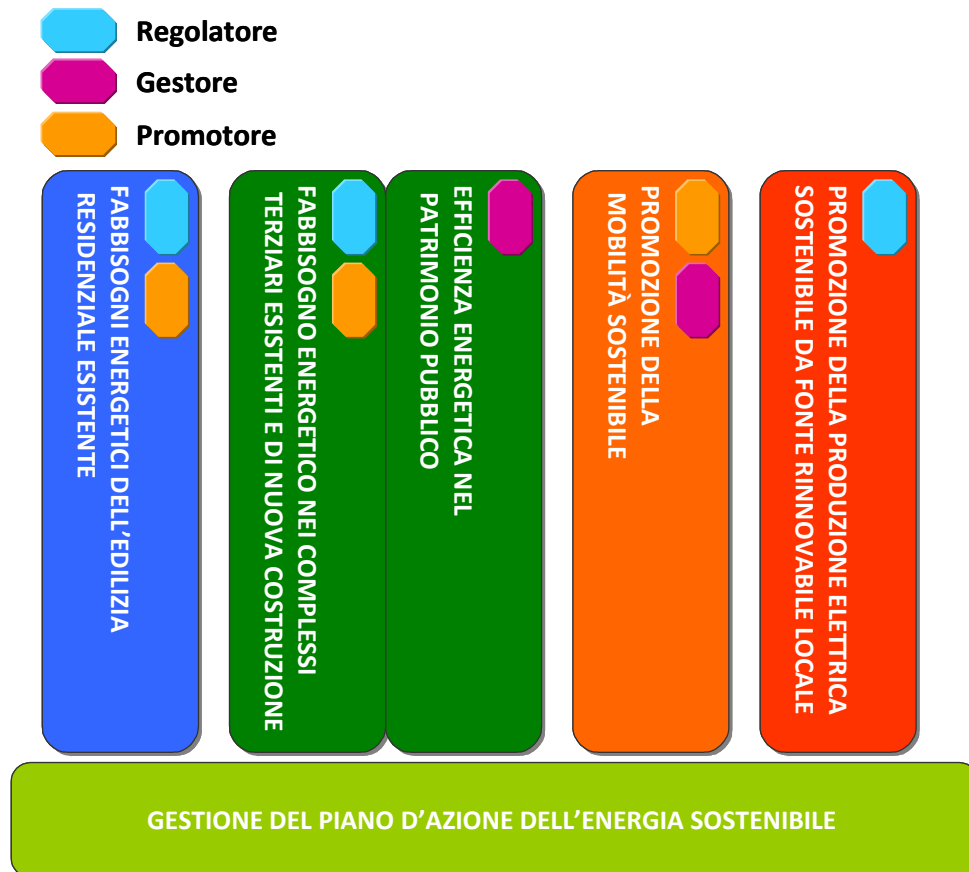 Regolatore
Gestore
Promotore
FABBISOGNI ENERGETICI DELL'EDILIZIA
RESIDENZIALE ESISTENTE
FABBISOGNO ENERGETICO NEI COMPLESSI
TERZIARI ESISTENTI E DI NUOVA COSTRUZIONE
EFFICIENZA ENERGETICA NEL
PATRIMONIO PUBBLICO
PROMOZIONE DELLA
MOBILITÀ SOSTENIBILE
PROMOZIONE DELLA PRODUZIONE ELETTRICA
SOSTENIBILE DA FONTE RINNOVABILE LOCALE
GESTIONE DEL PIANO D'AZIONE DELL'ENERGIA SOSTENIBILE